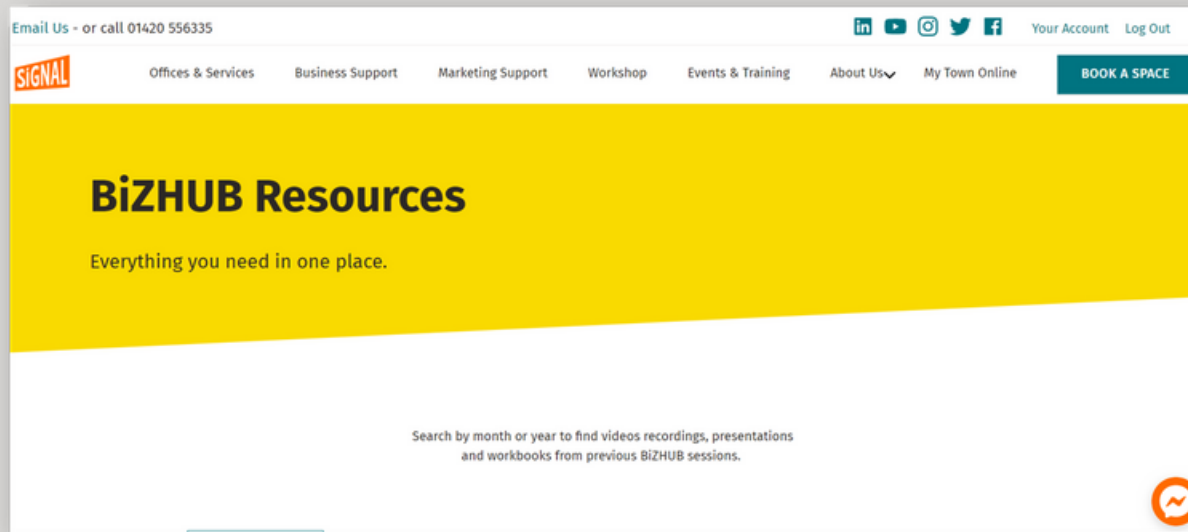 Email Us - or call 01420 556335
Your Account Log Out
SiGNAL
Offices & Services Business Support Marketing Support Workshop Events & Training About Us My Town Online BOOK A SPACE
BiZHUB Resources
Everything you need in one place.
Search by month or year to find videos recordings, presentations
and workbooks from previous BiZHUB sessions.